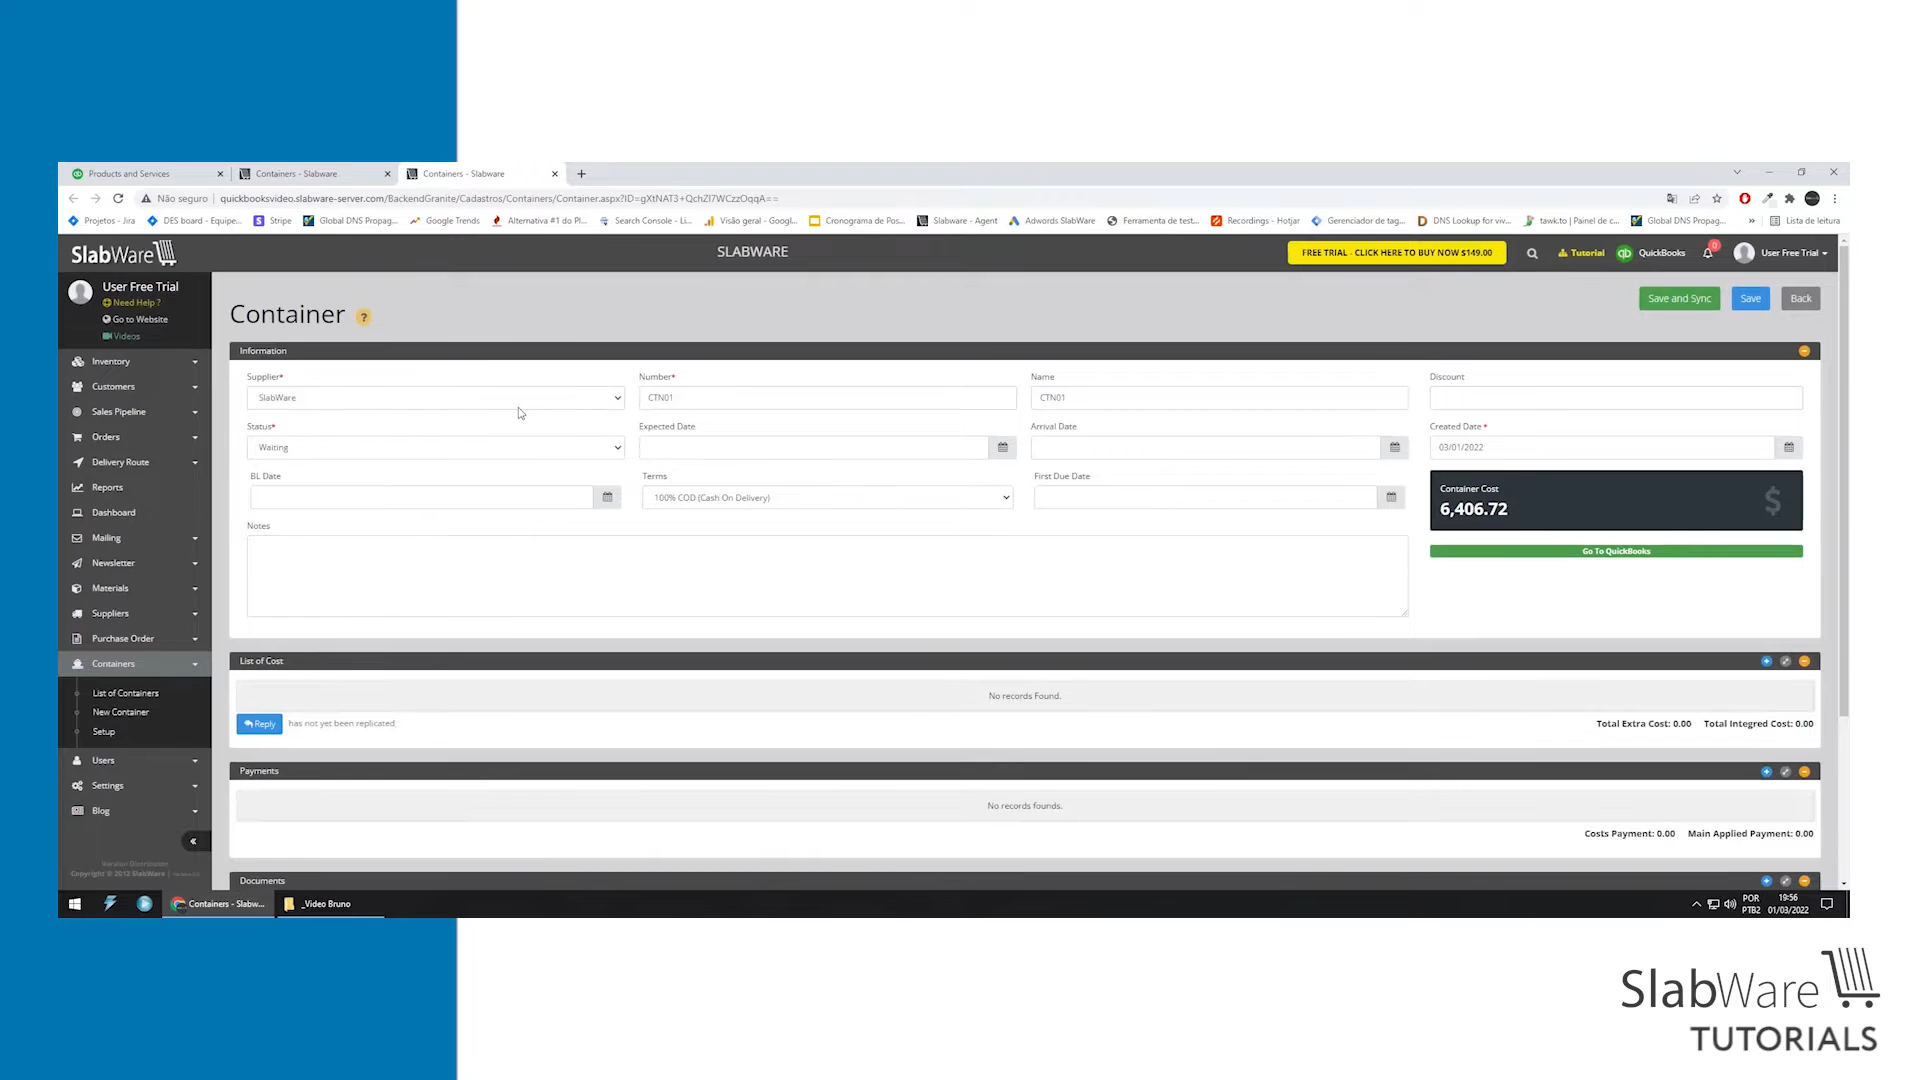 Products and Services
Containers - Slabware
Containers - Slabware
Não seguro
quickbooksvideo.slabware-server.com/BackendGranite/Cadastros/Containers/Container.aspx?ID=gXtNAT3+QchZI7WCzzOqqA==
Projetos - Jira
DES board - Equipe...
Stripe
Global DNS Propag...
Google Trends
Alternativa #1 do Pl...
Search Console - Li...
Visão geral - Googl...
Cronograma de Pos...
Slabware - Agent
Adwords SlabWare
Ferramenta de test...
Recordings - Hotjar
Gerenciador de tag...
DNS Lookup for viv...
tawk.to | Painel de c...
Global DNS Propag...
»
Lista de leitura
SlabWare
SLABWARE
FREE TRIAL - CLICK HERE TO BUY NOW $149.00
Tutorial
qb QuickBooks
0
User Free Trial
User Free Trial
Need Help ?
Go to Website
Videos
Inventory
Customers
Sales Pipeline
Orders
Delivery Route
Reports
Dashboard
Mailing
Newsletter
Materials
Suppliers
Purchase Order
Containers
List of Containers
New Container
Setup
Users
Settings
Blog
«
Copyright © 2012 SlabWare
Container ?
Save and Sync
Save
Back
Information
Supplier*
SlabWare
Number*
CTN01
Name
CTN01
Discount
Status*
Waiting
Expected Date
Arrival Date
Created Date *
03/01/2022
BL Date
Terms
100% COD (Cash On Delivery)
First Due Date
Container Cost
6,406.72
$
Go To QuickBooks
Notes
List of Cost
No records Found.
Reply
has not yet been replicated
Total Extra Cost: 0.00
Total Integred Cost: 0.00
Payments
No records founds.
Costs Payment: 0.00
Main Applied Payment: 0.00
Documents
Containers - Slabw...
_Video Bruno
POR
PTB2
19:56
01/03/2022
SlabWare
TUTORIALS